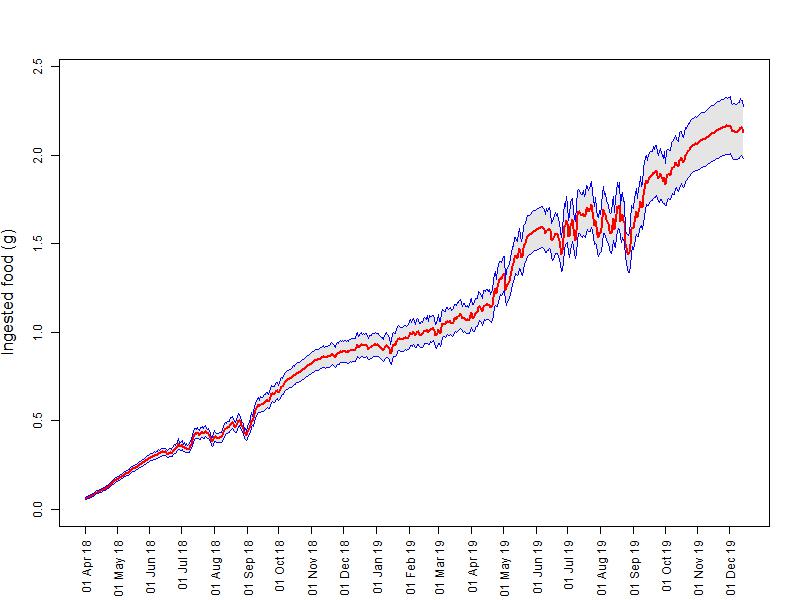 Ingested food (g)
2.5
2.0
1.5
1.0
0.5
0.0
01 Apr 18
01 May 18
01 Jun 18
01 Jul 18
01 Aug 18
01 Sep 18
01 Oct 18
01 Nov 18
01 Dec 18
01 Jan 19
01 Feb 19
01 Mar 19
01 Apr 19
01 May 19
01 Jun 19
01 Jul 19
01 Aug 19
01 Sep 19
01 Oct 19
01 Nov 19
01 Dec 19